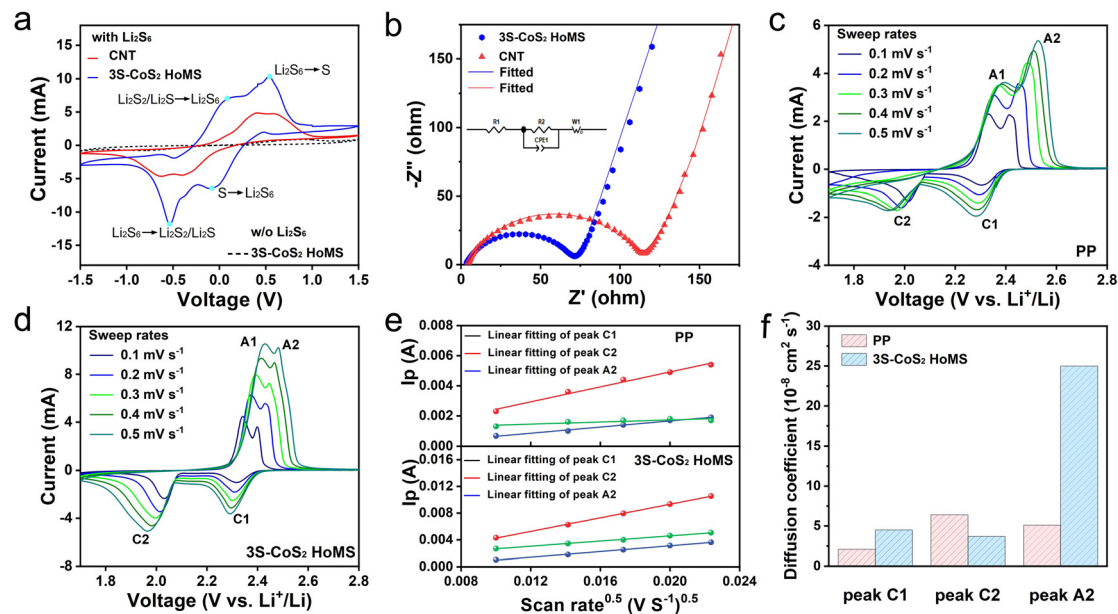 a
with Li₂S₆
CNT
3S-CoS₂ HoMS
Li₂S₆→S
Li₂S₂/Li₂S→Li₂S₆
S→Li₂S₆
Li₂S₆→Li₂S₂/Li₂S
w/o Li₂S₆
3S-CoS₂ HoMS
Current (mA)
15
10
5
0
-5
-10
-15
-1.5 -1.0 -0.5 0.0 0.5 1.0 1.5
Voltage (V)
b
3S-CoS₂ HoMS
CNT
Fitted
Fitted
R1 R2 W1
CPE1
-Z'' (ohm)
175
150
125
100
75
50
25
0
0 50 100 150
Z' (ohm)
c
Sweep rates
0.1 mV s⁻¹
0.2 mV s⁻¹
0.3 mV s⁻¹
0.4 mV s⁻¹
0.5 mV s⁻¹
A2
A1
C2
C1
PP
Current (mA)
6
4
2
0
-2
-4
1.8 2.0 2.2 2.4 2.6 2.8
Voltage (V vs. Li⁺/Li)
d
Sweep rates
0.1 mV s⁻¹
0.2 mV s⁻¹
0.3 mV s⁻¹
0.4 mV s⁻¹
0.5 mV s⁻¹
A1 A2
C1
C2
3S-CoS₂ HoMS
Current (mA)
12
8
4
0
-4
-8
1.8 2.0 2.2 2.4 2.6 2.8
Voltage (V vs. Li⁺/Li)
e
Linear fitting of peak C1
PP
Linear fitting of peak C2
Linear fitting of peak A2
Ip (A)
0.008
0.006
0.004
0.002
0.000
Linear fitting of peak C1
3S-CoS₂ HoMS
Linear fitting of peak C2
Linear fitting of peak A2
Ip (A)
0.016
0.012
0.008
0.004
0.000
0.008 0.012 0.016 0.020 0.024
Scan rate⁰·⁵ (V S⁻¹)⁰·⁵
f
PP
3S-CoS₂ HoMS
Diffusion coefficient (10⁻⁸ cm² s⁻¹)
30
25
20
15
10
5
0
peak C1 peak C2 peak A2